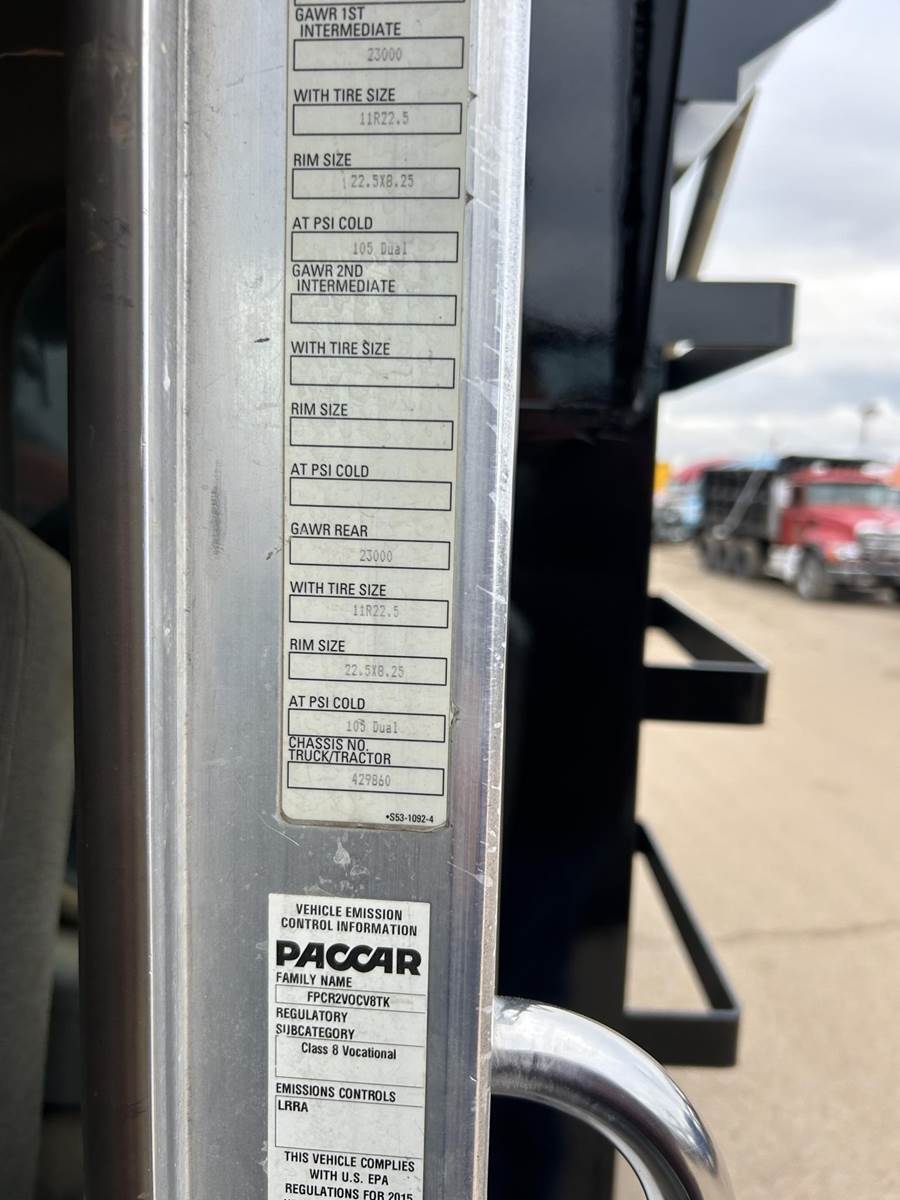 GAWR 1ST
INTERMEDIATE
23000
WITH TIRE SIZE
11R22.5
RIM SIZE
22.5X8.25
AT PSI COLD
105 Dual
GAWR 2ND
INTERMEDIATE
WITH TIRE SIZE
RIM SIZE
AT PSI COLD
GAWR REAR
23000
WITH TIRE SIZE
11R22.5
RIM SIZE
22.5X8.25
AT PSI COLD
105 Dual
CHASSIS NO.
TRUCK/TRACTOR
429860
•S53-1092-4
VEHICLE EMISSION
CONTROL INFORMATION
PACCAR
FAMILY NAME
FPCR2VOCV8TK
REGULATORY
SUBCATEGORY
Class 8 Vocational
EMISSIONS CONTROLS
LRRA
THIS VEHICLE COMPLIES
WITH U.S. EPA
REGULATIONS FOR 2015